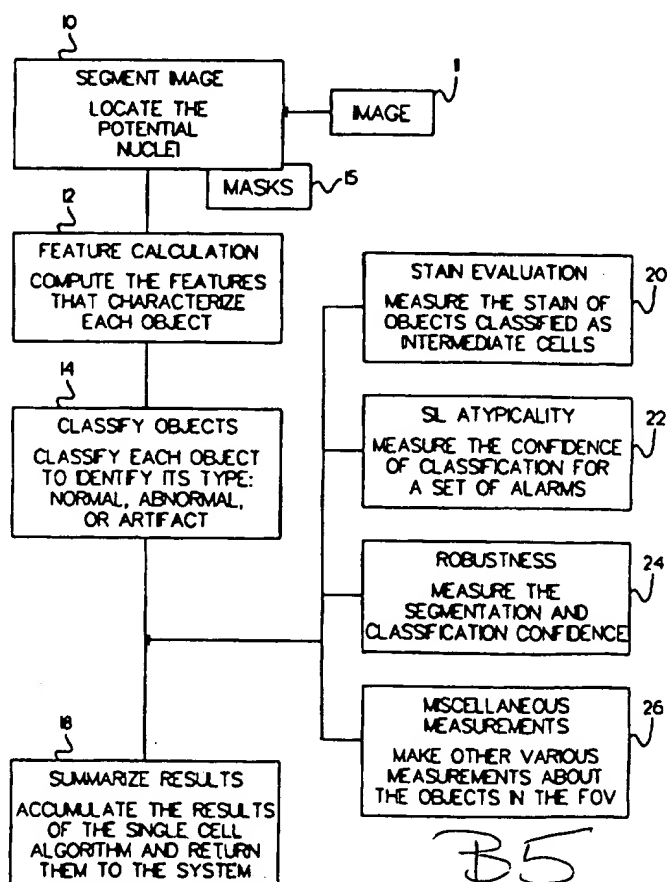 10
SEGMENT IMAGE
LOCATE THE
POTENTIAL
NUCLEI
1
IMAGE
MASKS
15
12
FEATURE CALCULATION
COMPUTE THE FEATURES
THAT CHARACTERIZE
EACH OBJECT
14
CLASSIFY OBJECTS
CLASSIFY EACH OBJECT
TO IDENTIFY ITS TYPE:
NORMAL, ABNORMAL,
OR ARTIFACT
STAIN EVALUATION
MEASURE THE STAIN OF
OBJECTS CLASSIFIED AS
INTERMEDIATE CELLS
20
SIL ATYPICALITY
MEASURE THE CONFIDENCE
OF CLASSIFICATION FOR
A SET OF ALARMS
22
ROBUSTNESS
MEASURE THE
SEGMENTATION AND
CLASSIFICATION CONFIDENCE
24
MISCELLANEOUS
MEASUREMENTS
MAKE OTHER VARIOUS
MEASUREMENTS ABOUT
THE OBJECTS IN THE FOV
26
18
SUMMARIZE RESULTS
ACCUMULATE THE RESULTS
OF THE SINGLE CELL
ALGORITHM AND RETURN
THEM TO THE SYSTEM
B5